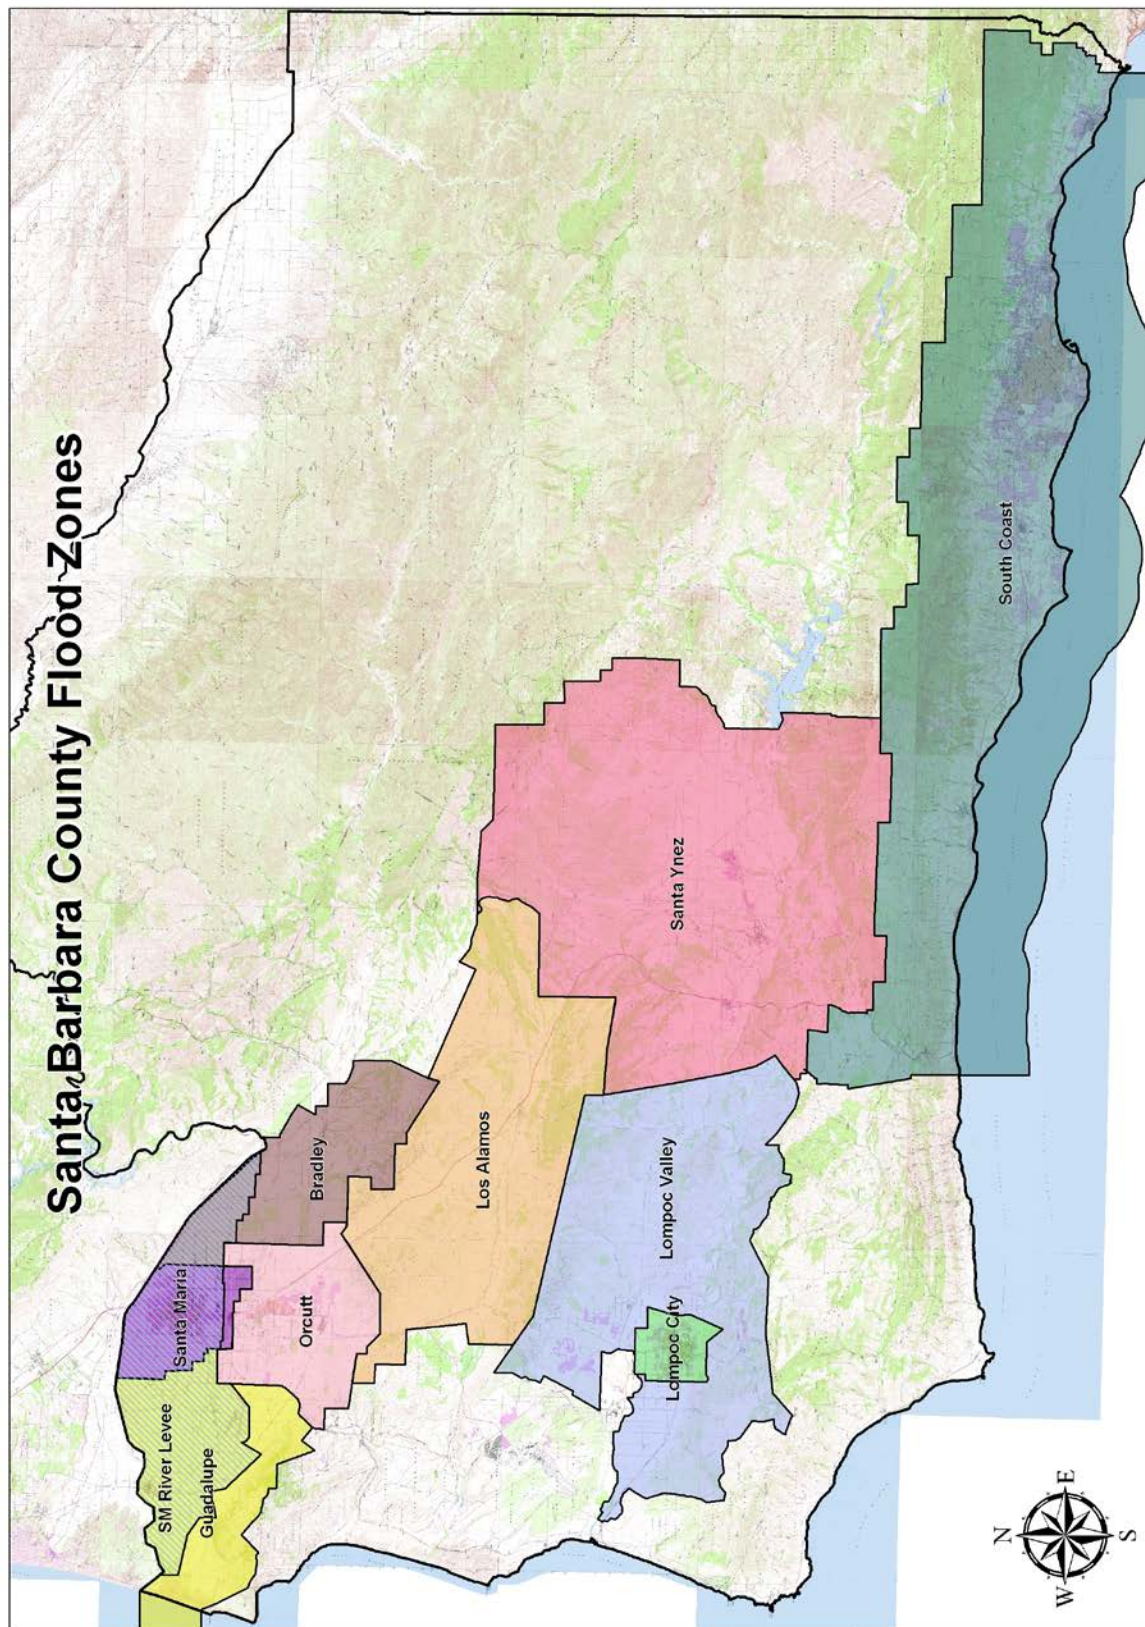 Santa Barbara County Flood Zones
SM River Levee
Guadalupe
Santa Maria
Orcutt
Bradley
Los Alamos
Lompoc City
Lompoc Valley
Santa Ynez
South Coast
N
W
E
S